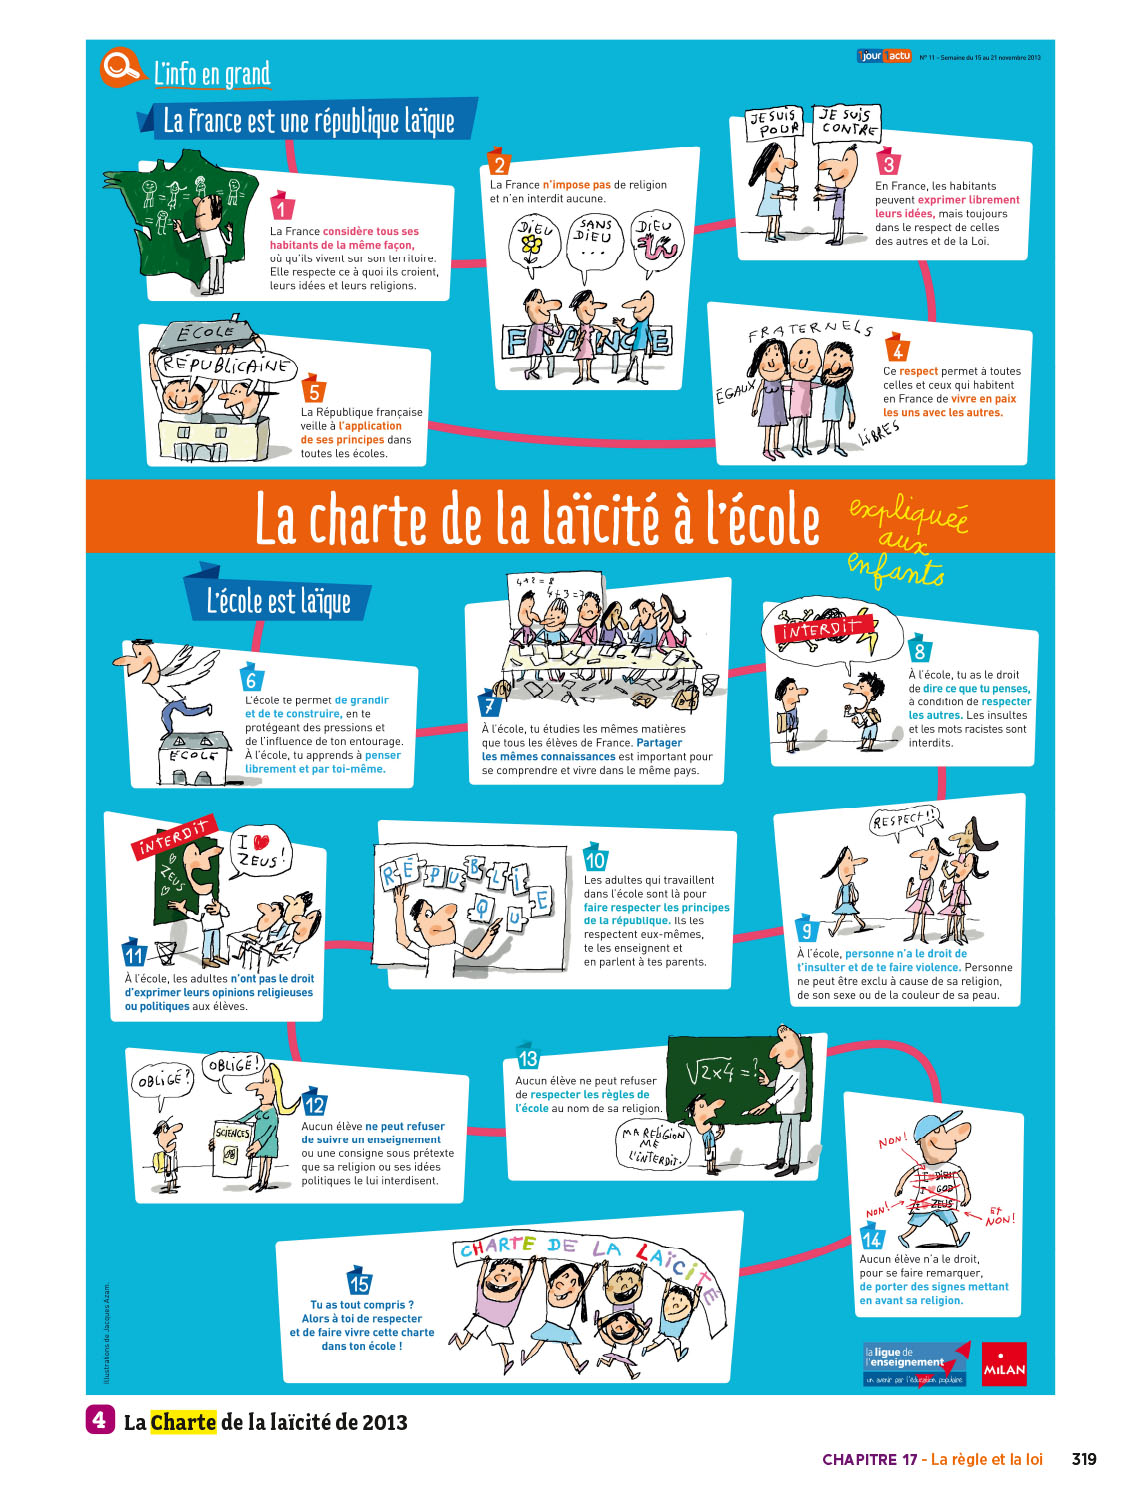 L'info en grand
1jour1actu
N° 11 – Semaine du 15 au 21 novembre 2013
La France est une république laïque
1
La France considère tous ses
habitants de la même façon,
où qu'ils vivent sur son territoire.
Elle respecte ce à quoi ils croient,
leurs idées et leurs religions.
2
La France n'impose pas de religion
et n'en interdit aucune.
DIEU
SANS
DIEU
...
DIEU
FRANCE
JE SUIS
POUR
JE SUIS
CONTRE
3
En France, les habitants
peuvent exprimer librement
leurs idées, mais toujours
dans le respect de celles
des autres et de la Loi.
FRATERNELS
ÉGAUX
LIBRES
4
Ce respect permet à toutes
celles et ceux qui habitent
en France de vivre en paix
les uns avec les autres.
ÉCOLE
RÉPUBLICAINE
5
La République française
veille à l'application
de ses principes dans
toutes les écoles.
La charte de la laïcité à l'école
expliquée
aux
enfants
L'école est laïque
ÉCOLE
6
L'école te permet de grandir
et de te construire, en te
protégeant des pressions et
de l'influence de ton entourage.
À l'école, tu apprends à penser
librement et par toi-même.
4+2=8
4+3=7
7
À l'école, tu étudies les mêmes matières
que tous les élèves de France. Partager
les mêmes connaissances est important pour
se comprendre et vivre dans le même pays.
INTERDIT
8
À l'école, tu as le droit
de dire ce que tu penses,
à condition de respecter
les autres. Les insultes
et les mots racistes sont
interdits.
INTERDIT
ZEUS
I
ZEUS !
11
À l'école, les adultes n'ont pas le droit
d'exprimer leurs opinions religieuses
ou politiques aux élèves.
RÉPUBLIQUE
10
Les adultes qui travaillent
dans l'école sont là pour
faire respecter les principes
de la république. Ils les
respectent eux-mêmes,
te les enseignent et
en parlent à tes parents.
RESPECT!!
9
À l'école, personne n'a le droit de
t'insulter et de te faire violence. Personne
ne peut être exclu à cause de sa religion,
de son sexe ou de la couleur de sa peau.
OBLIGÉ?
OBLIGÉ!
SCIENCES
12
Aucun élève ne peut refuser
de suivre un enseignement
ou une consigne sous prétexte
que sa religion ou ses idées
politiques le lui interdisent.
13
Aucun élève ne peut refuser
de respecter les règles de
l'école au nom de sa religion.
√2x4 =?
MA RELIGION
ME
L'INTERDIT.
NON!
I DIEU
I GOD
I ZEUS
NON!
ET
NON!
14
Aucun élève n'a le droit,
pour se faire remarquer,
de porter des signes mettant
en avant sa religion.
CHARTE DE LA LAÏCITÉ
15
Tu as tout compris ?
Alors à toi de respecter
et de faire vivre cette charte
dans ton école !
Illustrations de Jacques Azam.
la ligue de
l'enseignement
un avenir par l'éducation populaire
MiLAN
4 La Charte de la laïcité de 2013
CHAPITRE 17 - La règle et la loi 319